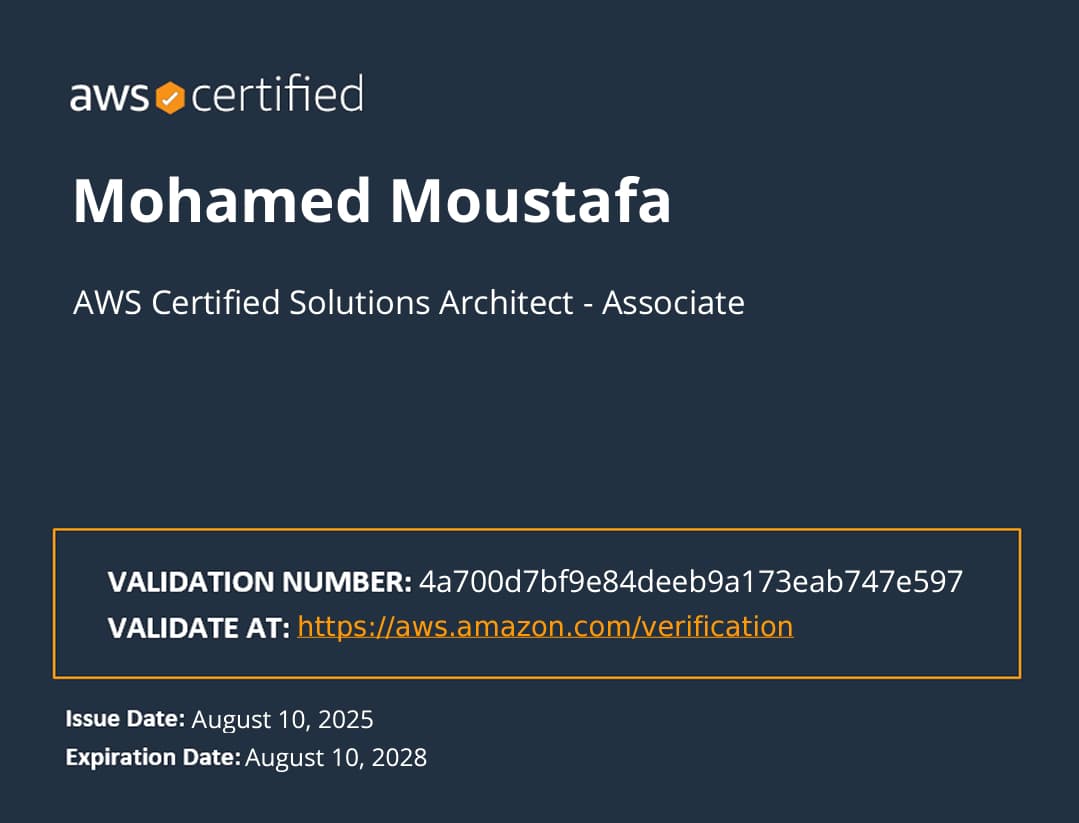 aws certified
Mohamed Moustafa
AWS Certified Solutions Architect - Associate
VALIDATION NUMBER: 4a700d7bf9e84deeb9a173eab747e597
VALIDATE AT: https://aws.amazon.com/verification
Issue Date: August 10, 2025
Expiration Date: August 10, 2028